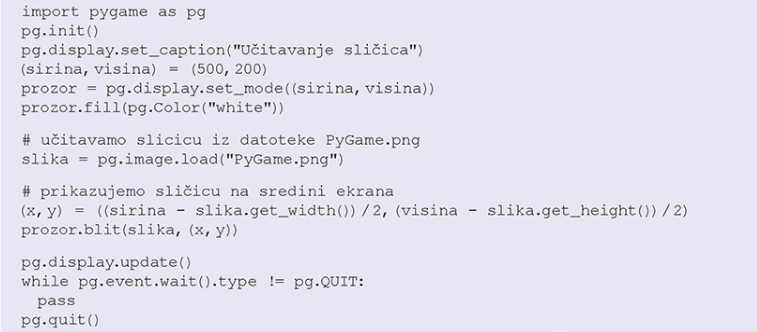 import pygame as pg
pg.init()
pg.display.set_caption("Učitavanje sličica")
(sirina, visina) = (500, 200)
prozor = pg.display.set_mode((sirina, visina))
prozor.fill(pg.Color("white"))
# učitavamo slicicu iz datoteke PyGame.png
slika = pg.image.load("PyGame.png")
# prikazujemo sličicu na sredini ekrana
(x, y) = ((sirina - slika.get_width()) / 2, (visina - slika.get_height()) / 2)
prozor.blit(slika, (x, y))
pg.display.update()
while pg.event.wait().type != pg.QUIT:
  pass
pg.quit()